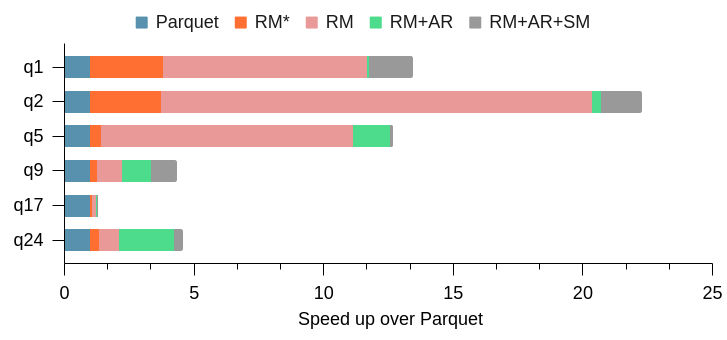 Parquet RM* RM RM+AR RM+AR+SM
q1
q2
q5
q9
q17
q24
0 5 10 15 20 25
Speed up over Parquet